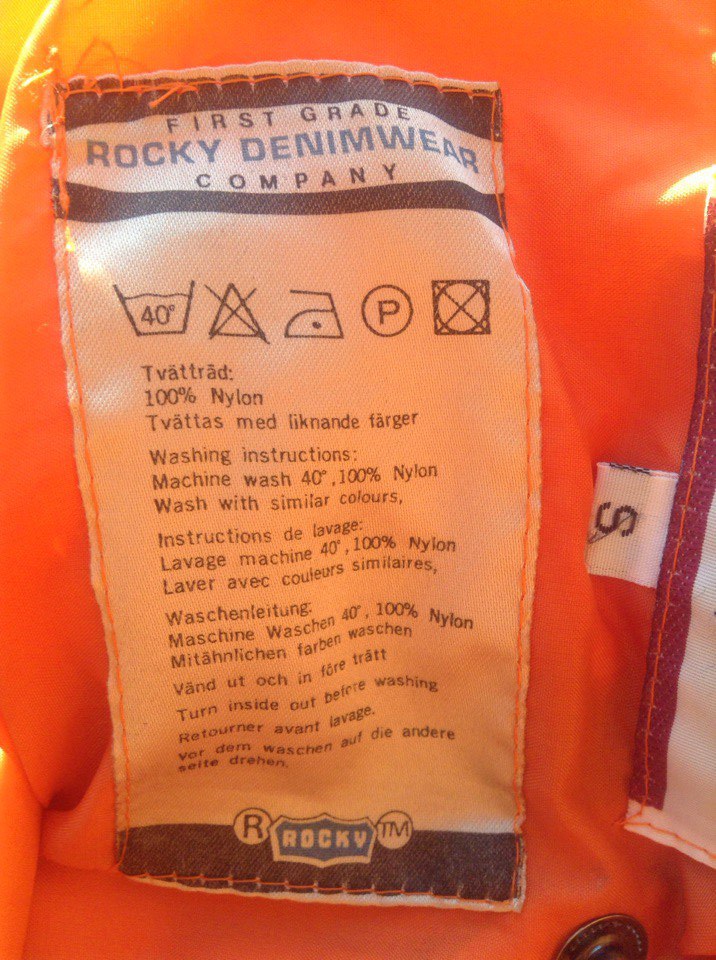 FIRST GRADE
ROCKY DENIMWEAR
COMPANY
40°
P
Tvätträd:
100% Nylon
Tvättas med liknande färger
Washing instructions:
Machine wash 40°, 100% Nylon
Wash with similar colours,
Instructions de lavage:
Lavage machine 40°, 100% Nylon
Laver avec couleurs similaires,
Waschenleitung:
Maschine Waschen 40°, 100% Nylon
Mitähnlichen farben waschen
Vänd ut och in före trätt
Turn inside out before washing
Retourner avant lavage.
Vor dem waschen auf die andere
seite drehen.
® ROCKY ™
S